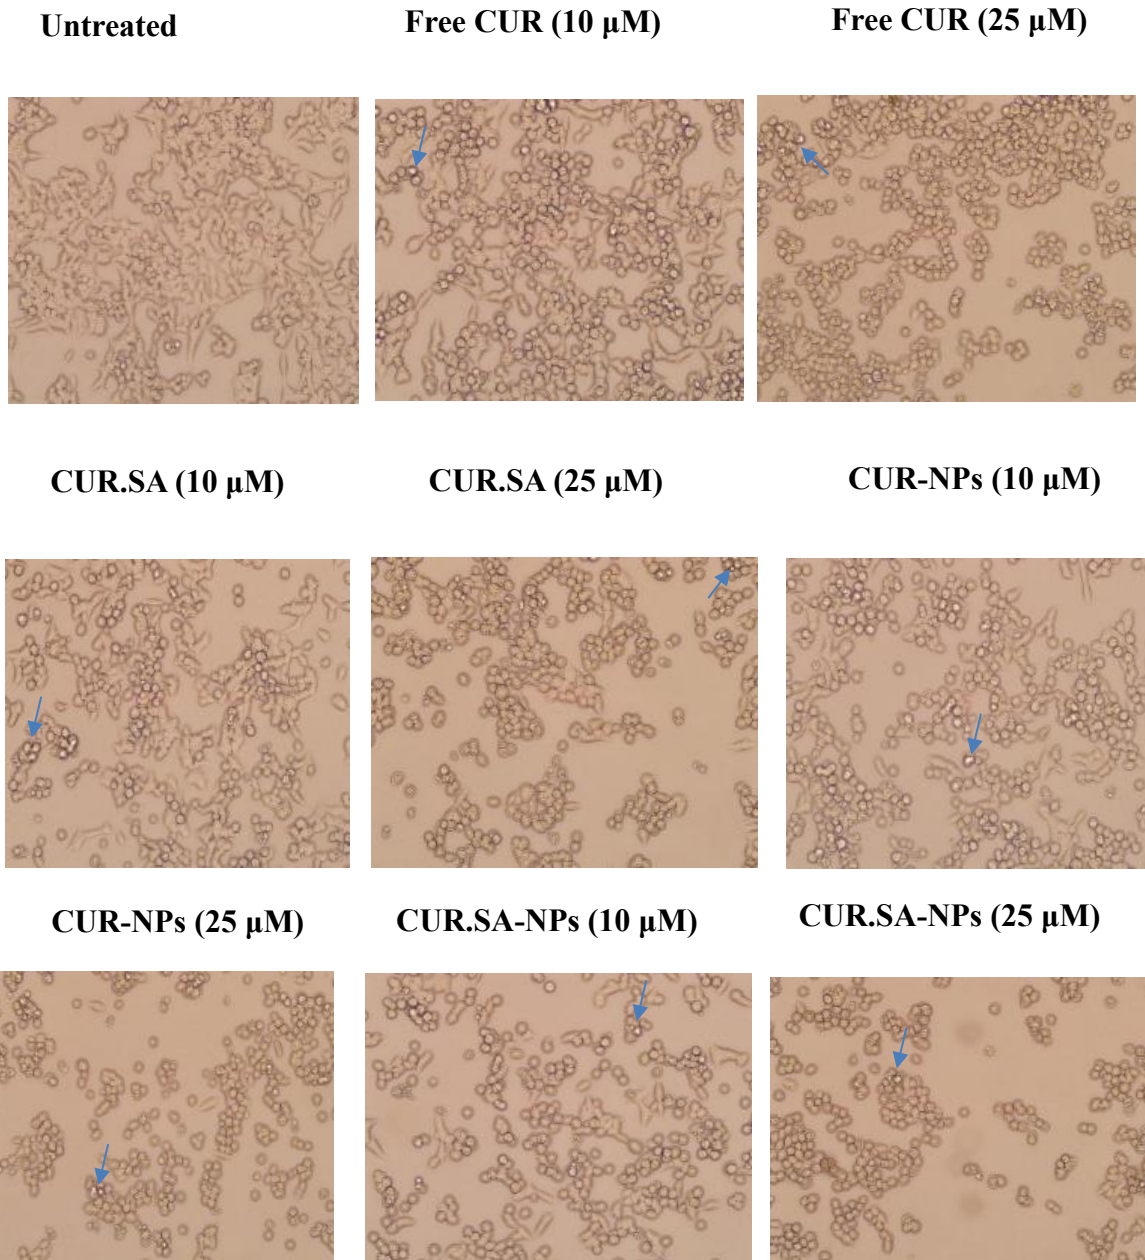 Untreated
Free CUR (10 μM)
Free CUR (25 μM)
CUR.SA (10 μM)
CUR.SA (25 μM)
CUR-NPs (10 μM)
CUR-NPs (25 μM)
CUR.SA-NPs (10 μM)
CUR.SA-NPs (25 μM)